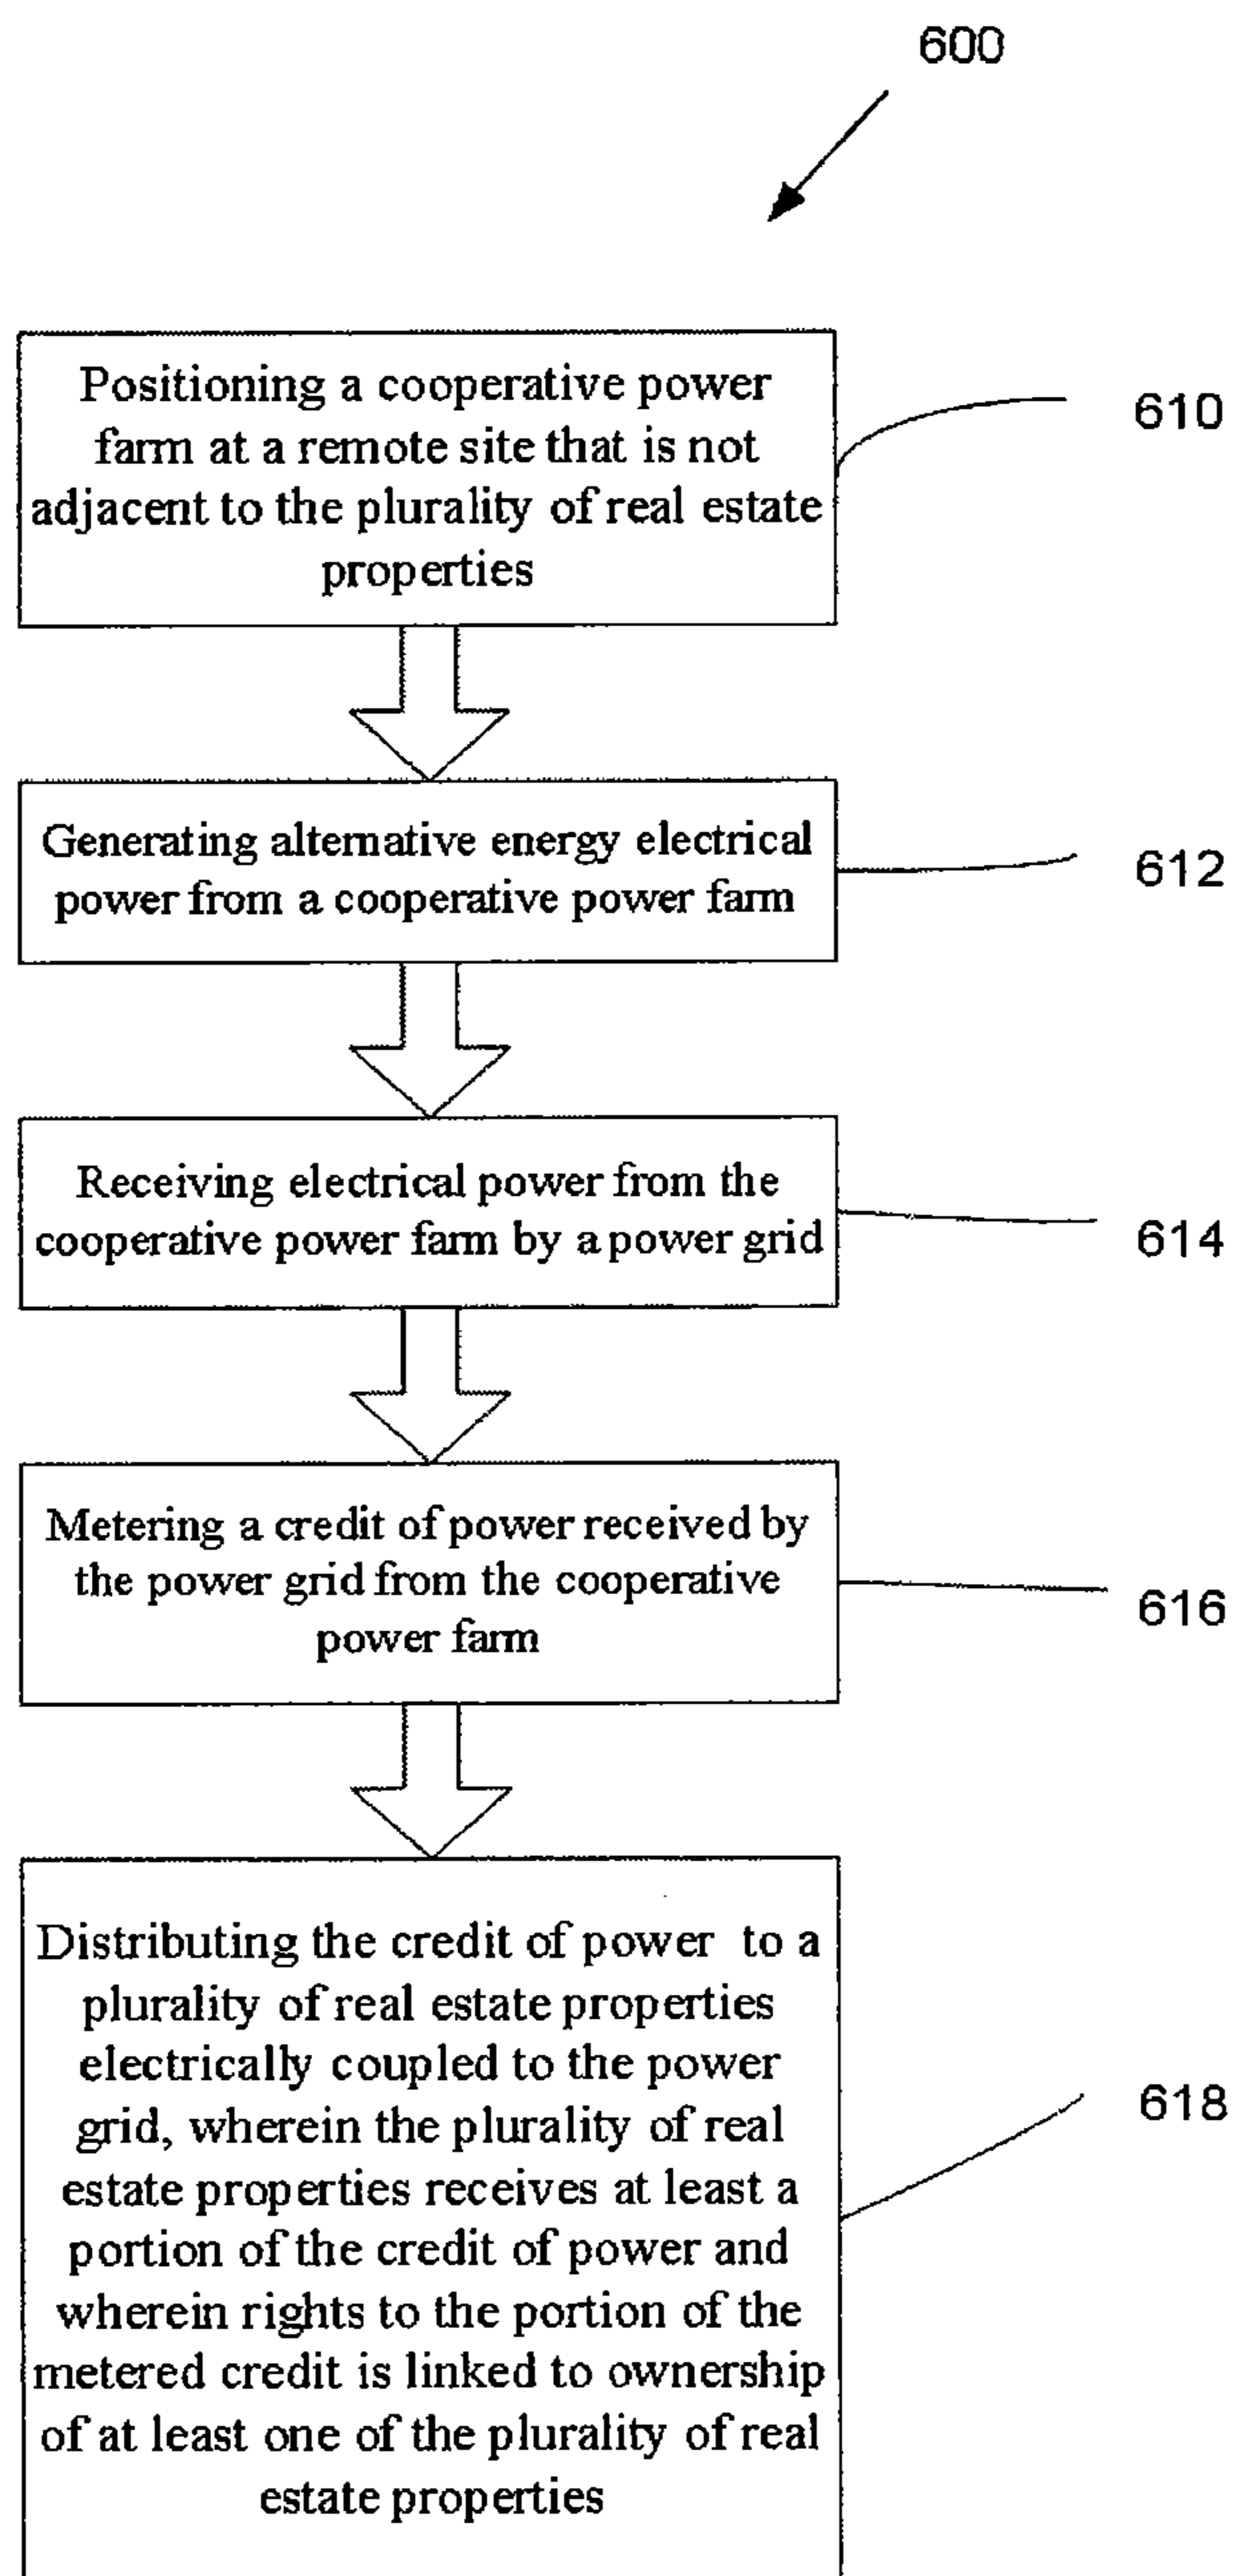 600
Positioning a cooperative power
farm at a remote site that is not
adjacent to the plurality of real estate
properties
610
Generating alternative energy electrical
power from a cooperative power farm
612
Receiving electrical power from the
cooperative power farm by a power grid
614
Metering a credit of power received by
the power grid from the cooperative
power farm
616
Distributing the credit of power to a
plurality of real estate properties
electrically coupled to the power
grid, wherein the plurality of real
estate properties receives at least a
portion of the credit of power and
wherein rights to the portion of the
metered credit is linked to ownership
of at least one of the plurality of real
estate properties
618